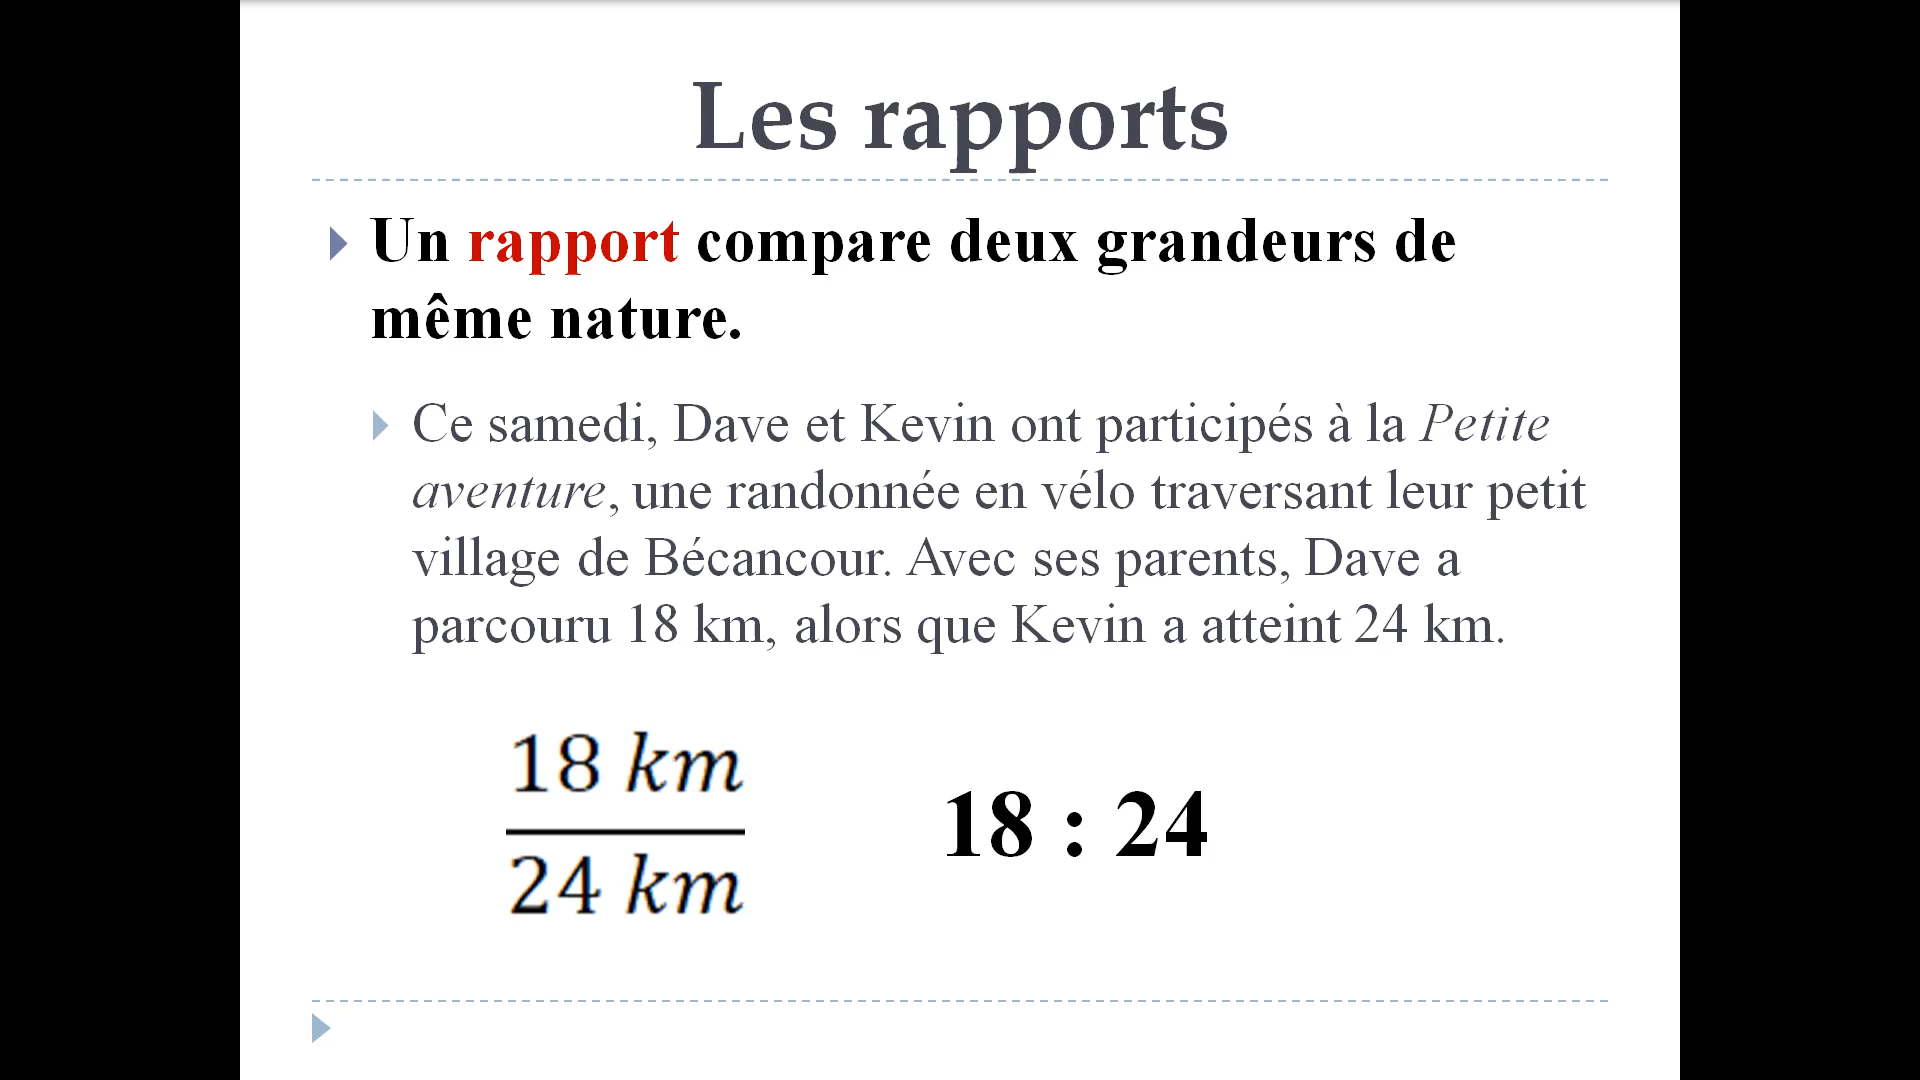 Les rapports
Un rapport compare deux grandeurs de
même nature.
Ce samedi, Dave et Kevin ont participés à la Petite
aventure, une randonnée en vélo traversant leur petit
village de Bécancour. Avec ses parents, Dave a
parcouru 18 km, alors que Kevin a atteint 24 km.
18 km
24 km
18 : 24